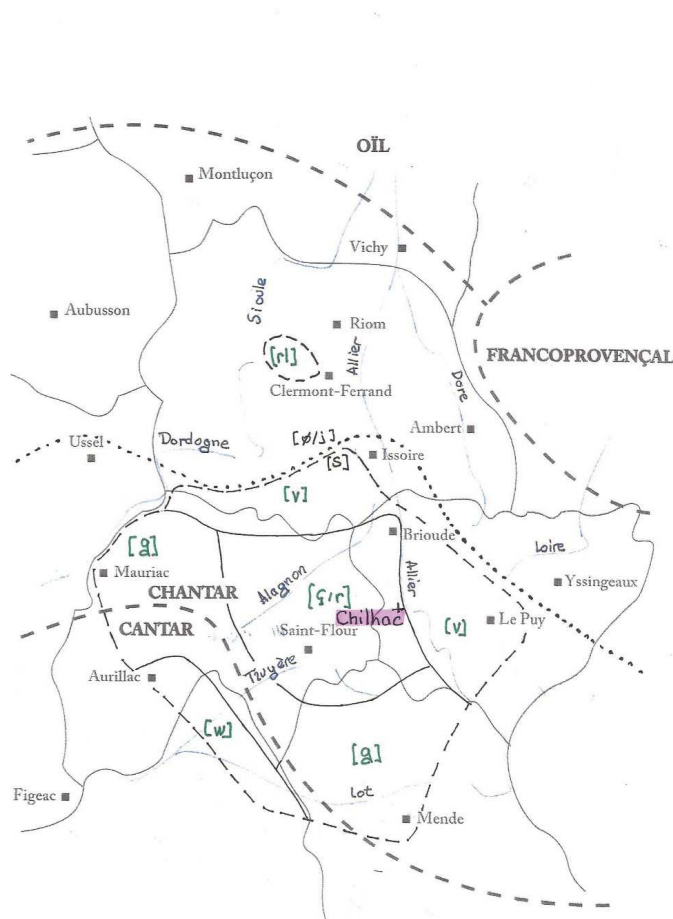 OÏL
Montluçon
Vichy
Sioule
Aubusson
Riom
[rl]
Allier
FRANCOPROVENÇAL
Clermont-Ferrand
Dore
Ambert
[ø/j]
Ussel
Dordogne
Issoire
[s]
[v]
Brioude
Loire
[g]
Mauriac
Allier
Yssingeaux
CHANTAR
Alagnon
Chilhac
[v]
Le Puy
CANTAR
Saint-Flour
Aurillac
Truyère
[w]
[g]
Lot
Figeac
Mende